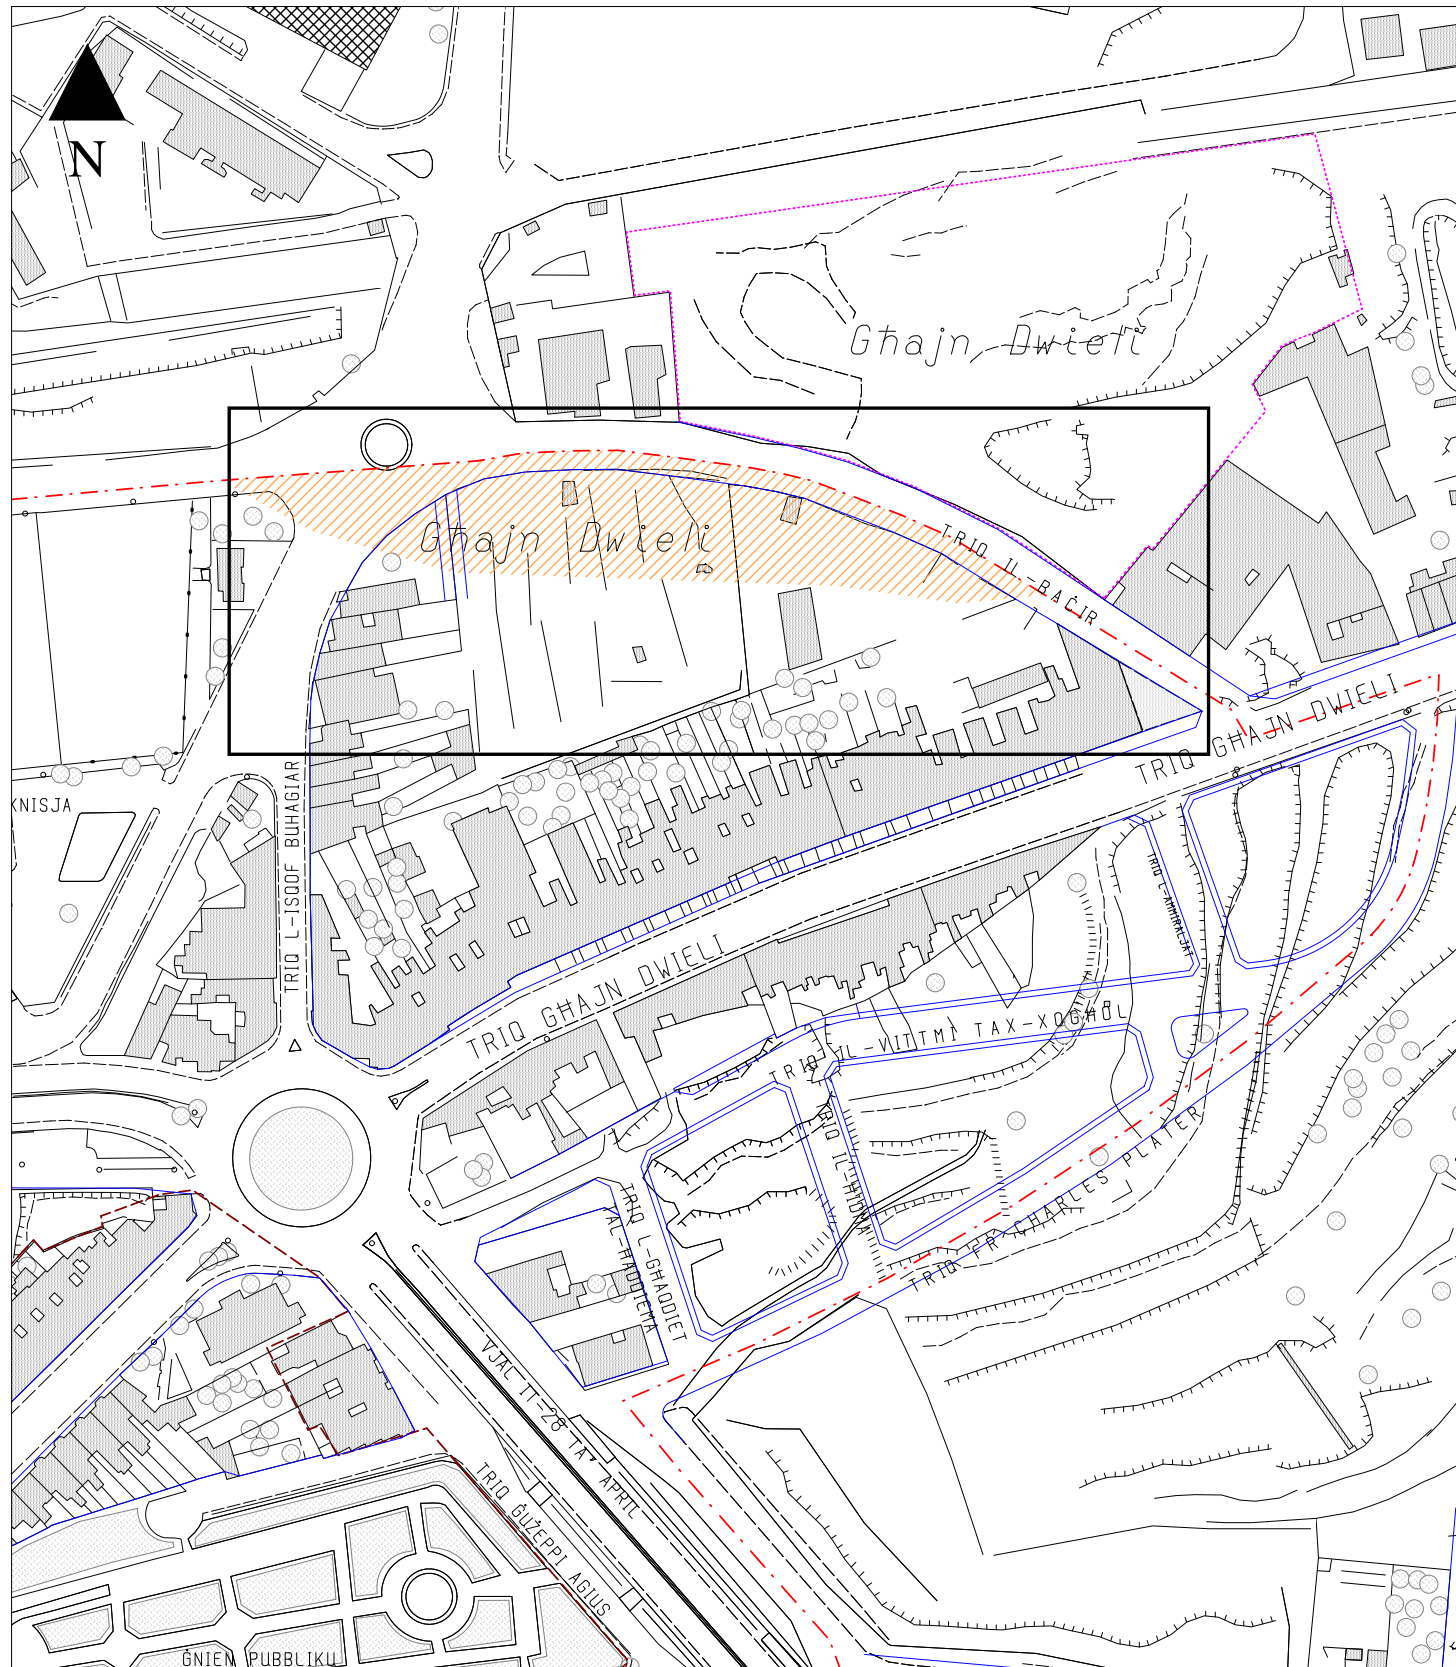 N
Għajn Dwieli
Għajn Dwieli
TRIQ IL-BAĊIR
TRIQ GĦAJN DWIELI
KNISJA
TRIQ L-ISQOF BUHAGIAR
TRIQ L-AMMIRALJAT
TRIQ GĦAJN DWIELI
TRIQ IL-VITTMI TAX-XOGĦOL
TRIQ IL-ĦIDMA
TRIQ FR CHARLES PLATER
TRIQ L-GĦAQDIET
AL-ĦADDIEMA
VJAL IT-28 TA' APRIL
TRIQ ĠUŻEPPI AGIUS
ĠNIEN PUBBLIKU